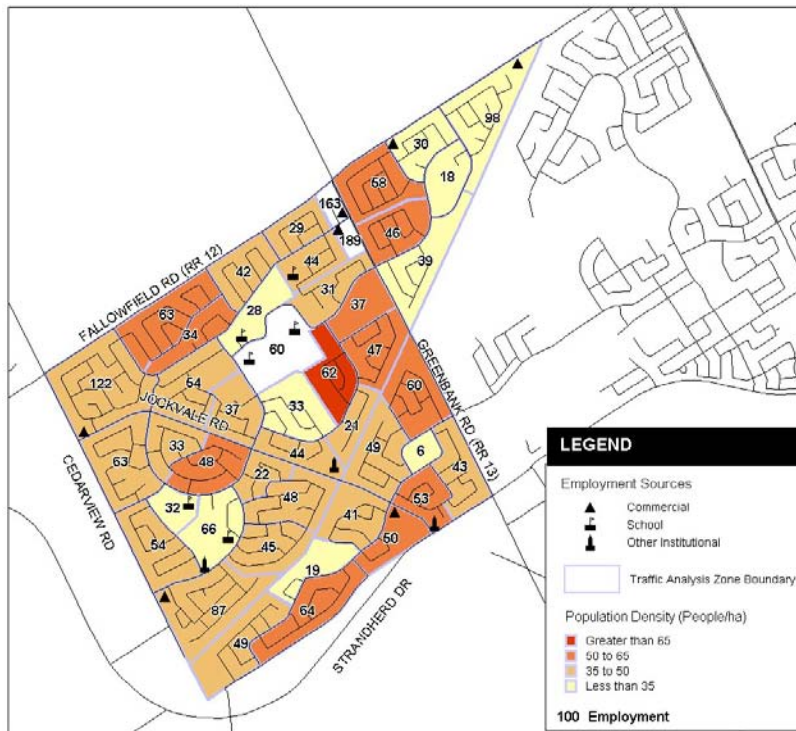 98
30
18
58
163
29
189
46
44
39
42
31
FALLOWFIELD RD (RR 12)
28
37
63
34
60
47
GREENBANK RD (RR 13)
122
54
62
60
JOCKVALE RD
37
33
21
33
44
49
6
63
48
43
22
CEDARVIEW RD
32
48
53
66
41
54
45
50
19
87
64
STRANDHERD DR
49
LEGEND
Employment Sources
Commercial
School
Other Institutional
Traffic Analysis Zone Boundary
Population Density (People/ha)
Greater than 65
50 to 65
35 to 50
Less than 35
100 Employment